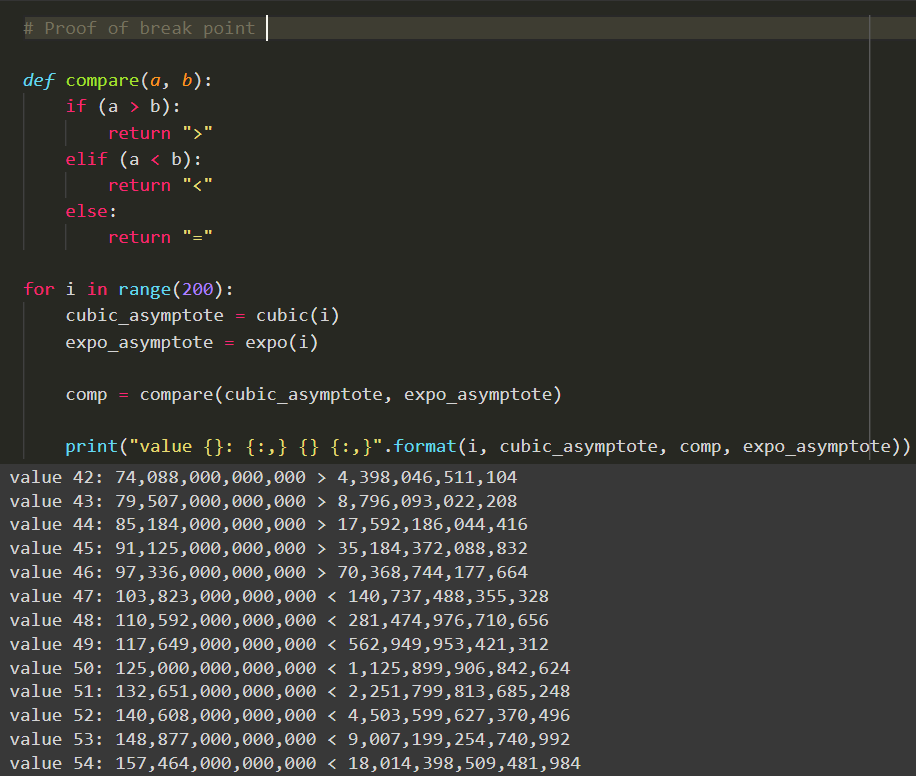 # Proof of break point
def compare(a, b):
if (a > b):
return ">"
elif (a < b):
return "<"
else:
return "="
for i in range(200):
cubic_asymptote = cubic(i)
expo_asymptote = expo(i)
comp = compare(cubic_asymptote, expo_asymptote)
print("value {}: {:,} {} {:,}".format(i, cubic_asymptote, comp, expo_asymptote))
value 42: 74,088,000,000,000 > 4,398,046,511,104
value 43: 79,507,000,000,000 > 8,796,093,022,208
value 44: 85,184,000,000,000 > 17,592,186,044,416
value 45: 91,125,000,000,000 > 35,184,372,088,832
value 46: 97,336,000,000,000 > 70,368,744,177,664
value 47: 103,823,000,000,000 < 140,737,488,355,328
value 48: 110,592,000,000,000 < 281,474,976,710,656
value 49: 117,649,000,000,000 < 562,949,953,421,312
value 50: 125,000,000,000,000 < 1,125,899,906,842,624
value 51: 132,651,000,000,000 < 2,251,799,813,685,248
value 52: 140,608,000,000,000 < 4,503,599,627,370,496
value 53: 148,877,000,000,000 < 9,007,199,254,740,992
value 54: 157,464,000,000,000 < 18,014,398,509,481,984